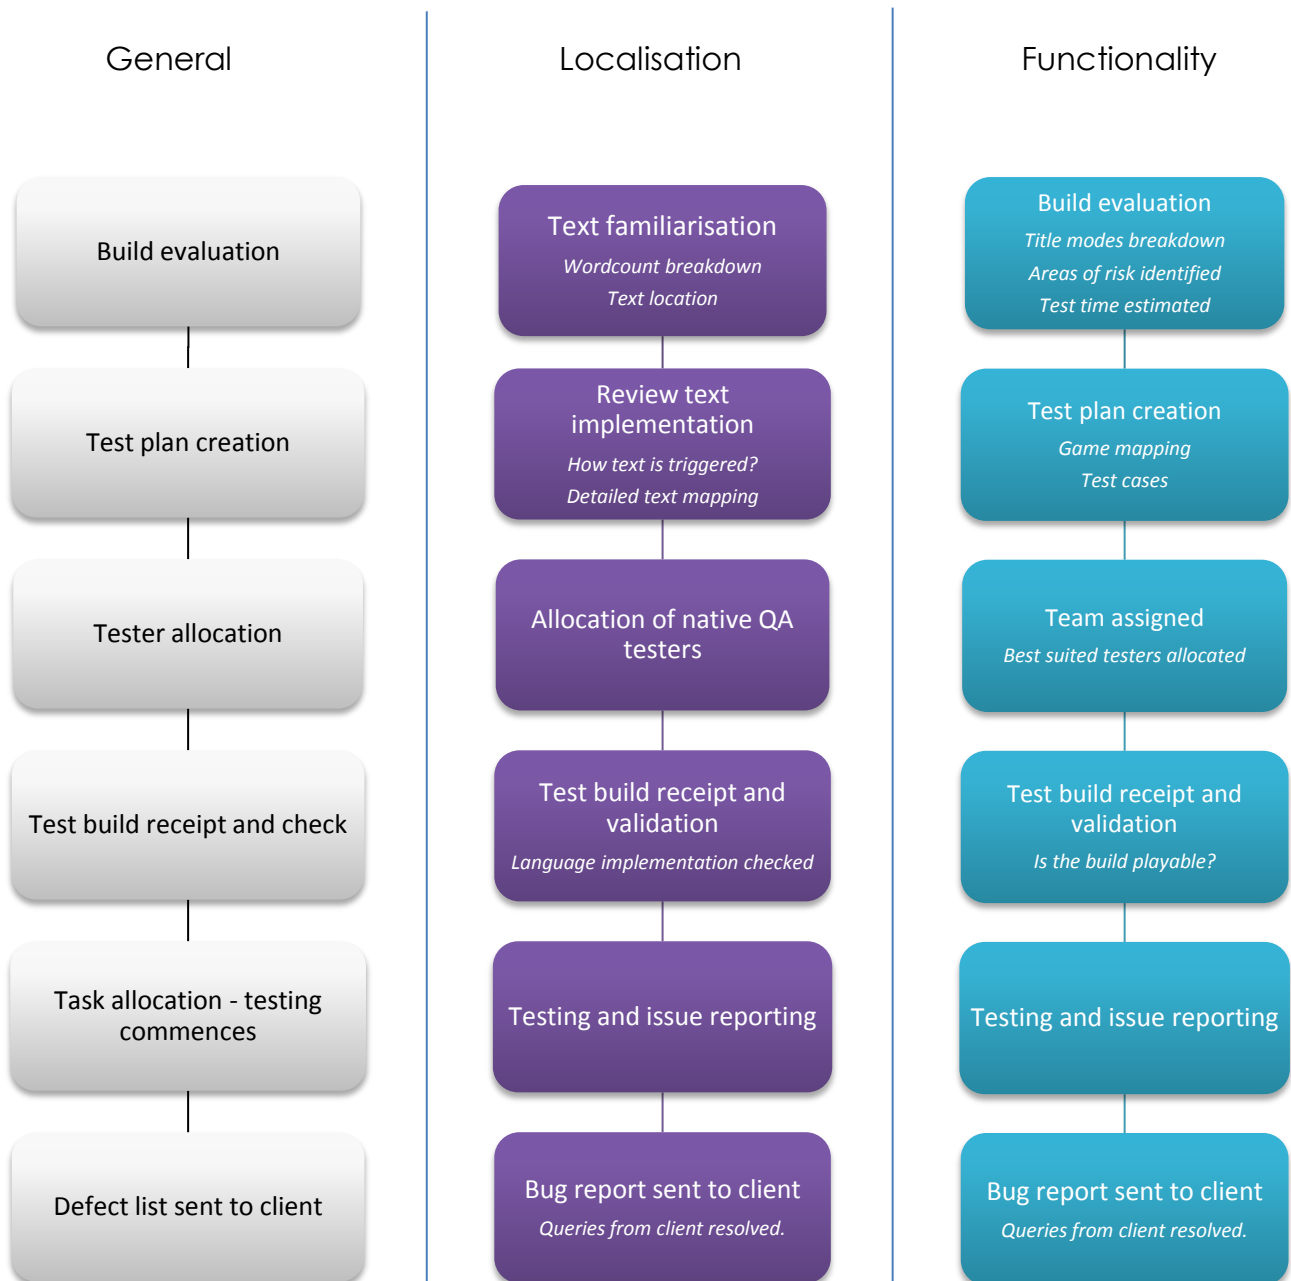 General
Build evaluation
Test plan creation
Tester allocation
Test build receipt and check
Task allocation - testing
commences
Defect list sent to client
Localisation
Text familiarisation
Wordcount breakdown
Text location
Review text
implementation
How text is triggered?
Detailed text mapping
Allocation of native QA
testers
Test build receipt and
validation
Language implementation checked
Testing and issue reporting
Bug report sent to client
Queries from client resolved.
Functionality
Build evaluation
Title modes breakdown
Areas of risk identified
Test time estimated
Test plan creation
Game mapping
Test cases
Team assigned
Best suited testers allocated
Test build receipt and
validation
Is the build playable?
Testing and issue reporting
Bug report sent to client
Queries from client resolved.